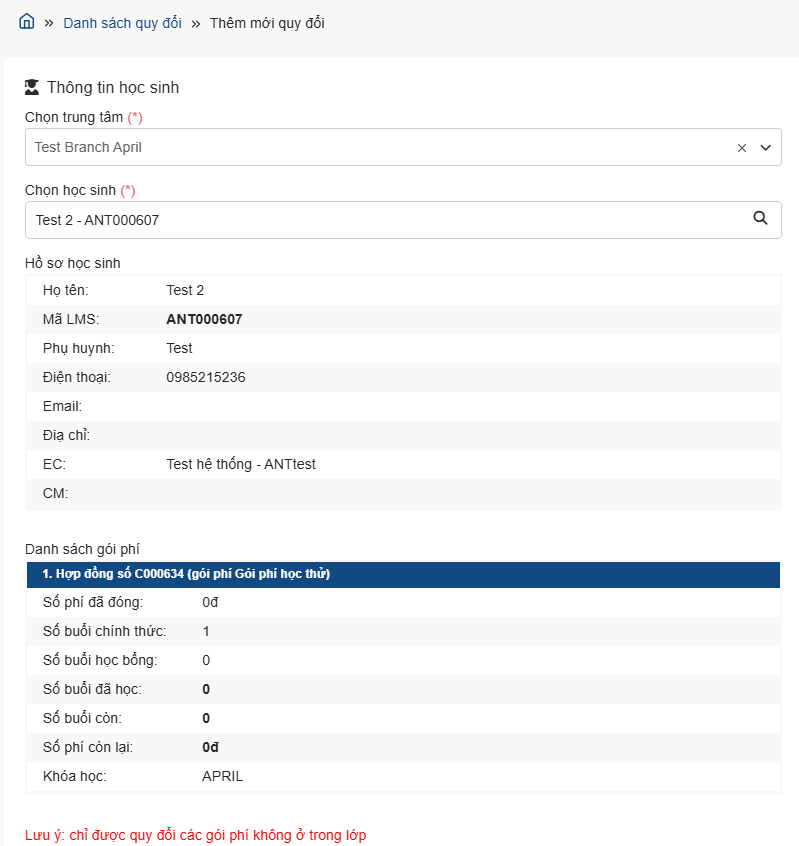 » Danh sách quy đổi » Thêm mới quy đổi
Thông tin học sinh
Chọn trung tâm (*)
Test Branch April
Chọn học sinh (*)
Test 2 - ANT000607
Hồ sơ học sinh
Họ tên: Test 2
Mã LMS: ANT000607
Phụ huynh: Test
Điện thoại: 0985215236
Email:
Địa chỉ:
EC: Test hệ thống - ANTtest
CM:
Danh sách gói phí
1. Hợp đồng số C000634 (gói phí Gói phí học thử)
Số phí đã đóng: 0đ
Số buổi chính thức: 1
Số buổi học bổng: 0
Số buổi đã học: 0
Số buổi còn: 0
Số phí còn lại: 0đ
Khóa học: APRIL
Lưu ý: chỉ được quy đổi các gói phí không ở trong lớp